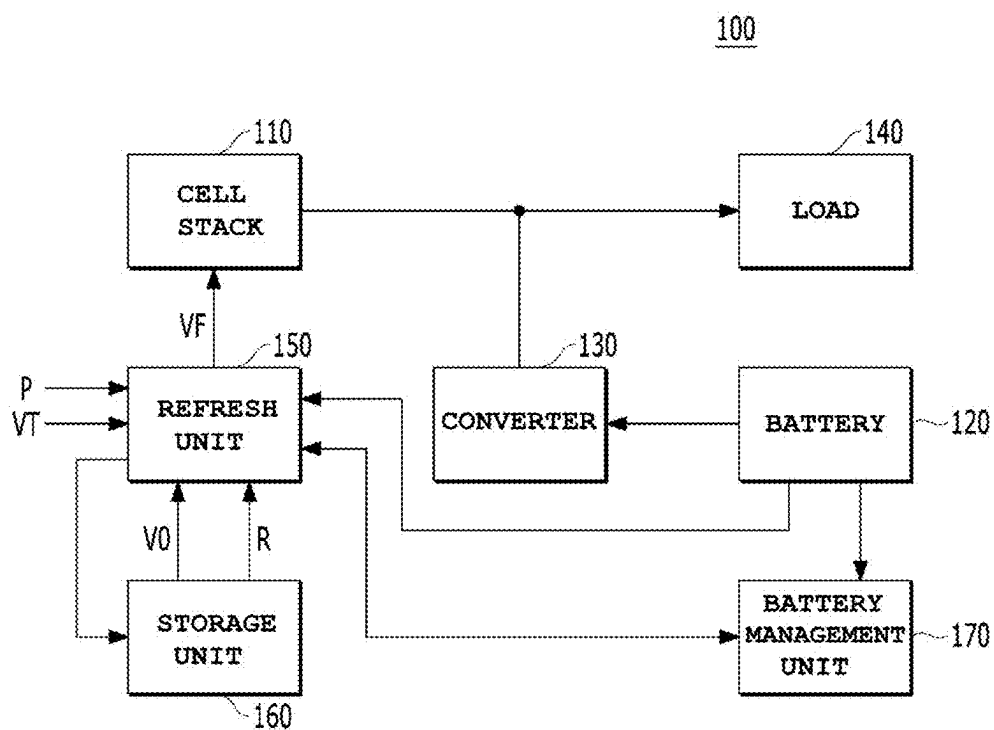 100
110
140
CELL
STACK
LOAD
VF
150
130
P
VT
REFRESH
UNIT
CONVERTER
BATTERY
120
V0
R
STORAGE
UNIT
BATTERY
MANAGEMENT
UNIT
170
160